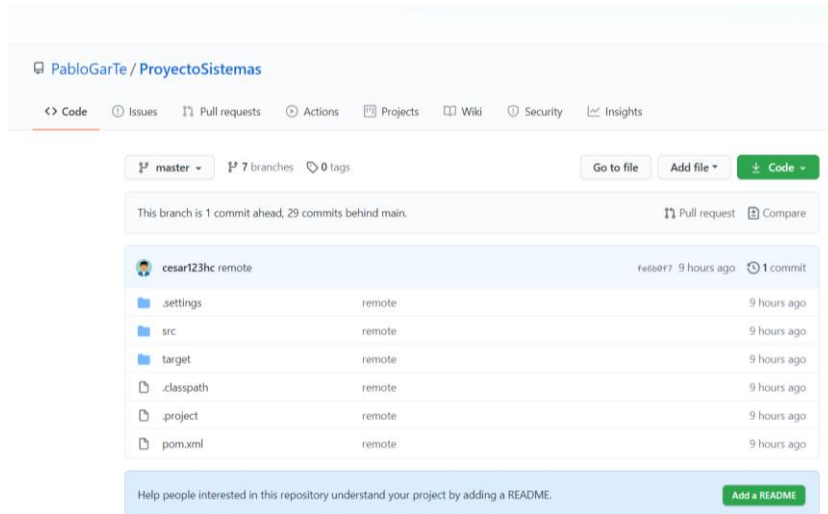 PabloGarTe / ProyectoSistemas
<> Code Issues Pull requests Actions Projects Wiki Security Insights
master 7 branches 0 tags Go to file Add file Code
This branch is 1 commit ahead, 29 commits behind main. Pull request Compare
cesar123hc remote fe6b0f7 9 hours ago 1 commit
.settings remote 9 hours ago
src remote 9 hours ago
target remote 9 hours ago
.classpath remote 9 hours ago
.project remote 9 hours ago
pom.xml remote 9 hours ago
Help people interested in this repository understand your project by adding a README. Add a README